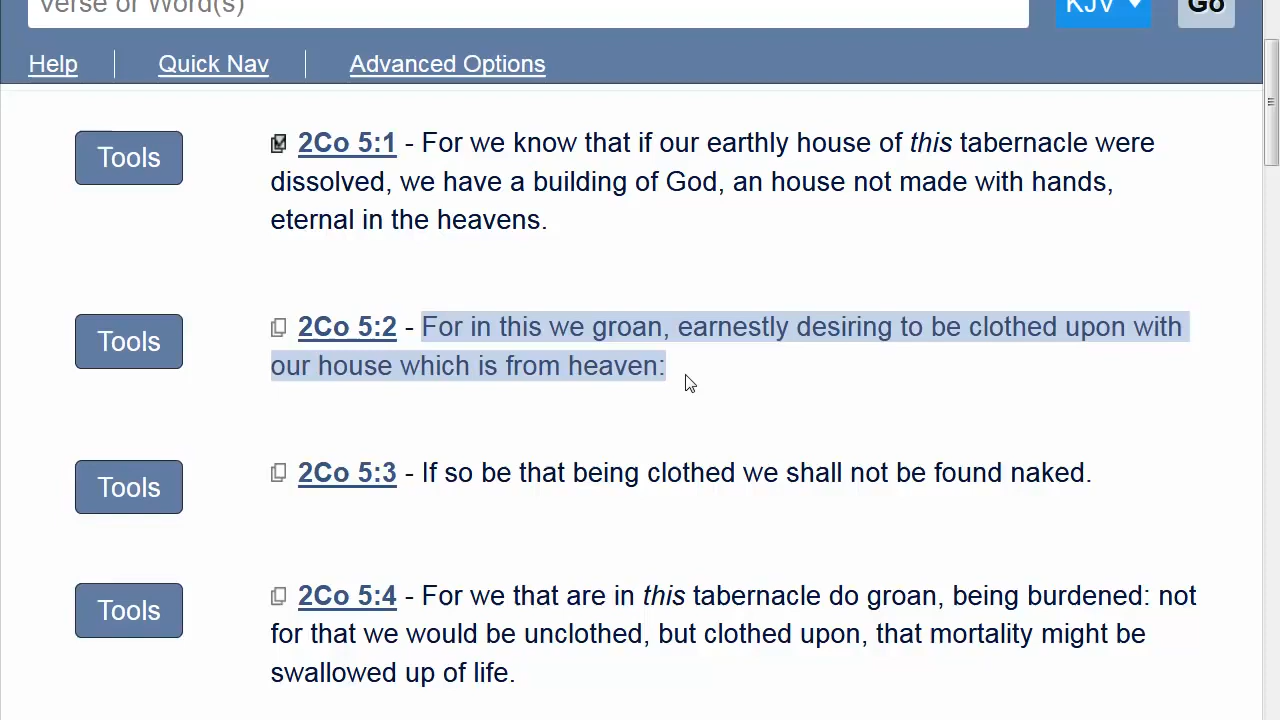 Verse or Word(s)
KJV
Go
Help
Quick Nav
Advanced Options
Tools
2Co 5:1 - For we know that if our earthly house of this tabernacle were
dissolved, we have a building of God, an house not made with hands,
eternal in the heavens.
Tools
2Co 5:2 - For in this we groan, earnestly desiring to be clothed upon with
our house which is from heaven:
Tools
2Co 5:3 - If so be that being clothed we shall not be found naked.
Tools
2Co 5:4 - For we that are in this tabernacle do groan, being burdened: not
for that we would be unclothed, but clothed upon, that mortality might be
swallowed up of life.